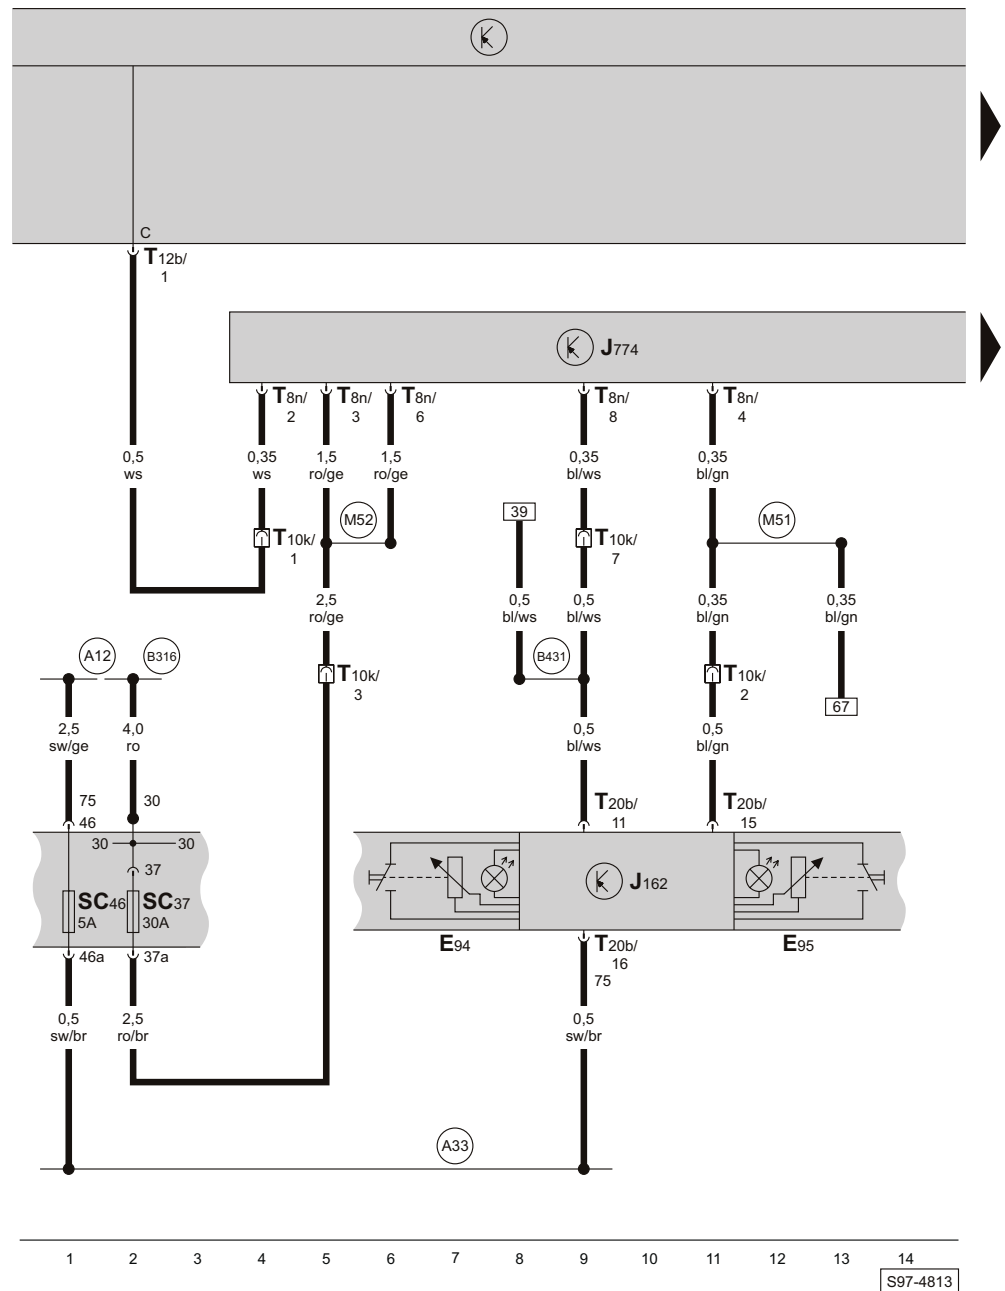 C
T12b/
1
J774
T8n/ T8n/ T8n/ T8n/ T8n/
2 3 6 8 4
0,5 0,35 1,5 1,5 0,35 0,35
ws ws ro/ge ro/ge bl/ws bl/gn
39
M52 M51
T10k/ T10k/
1 7
2,5 0,5 0,5 0,35 0,35
ro/ge bl/ws bl/ws bl/gn bl/gn
A12 B316 B431
T10k/ T10k/
3 2
67
2,5 4,0 0,5 0,5
sw/ge ro bl/ws bl/gn
75 30 T20b/ T20b/
46 11 15
30 30
37
SC46 SC37 J162
5A 30A
E94 T20b/ E95
46a 37a 16
75
0,5 2,5 0,5
sw/br ro/br sw/br
A33
1 2 3 4 5 6 7 8 9 10 11 12 13 14
S97-4813